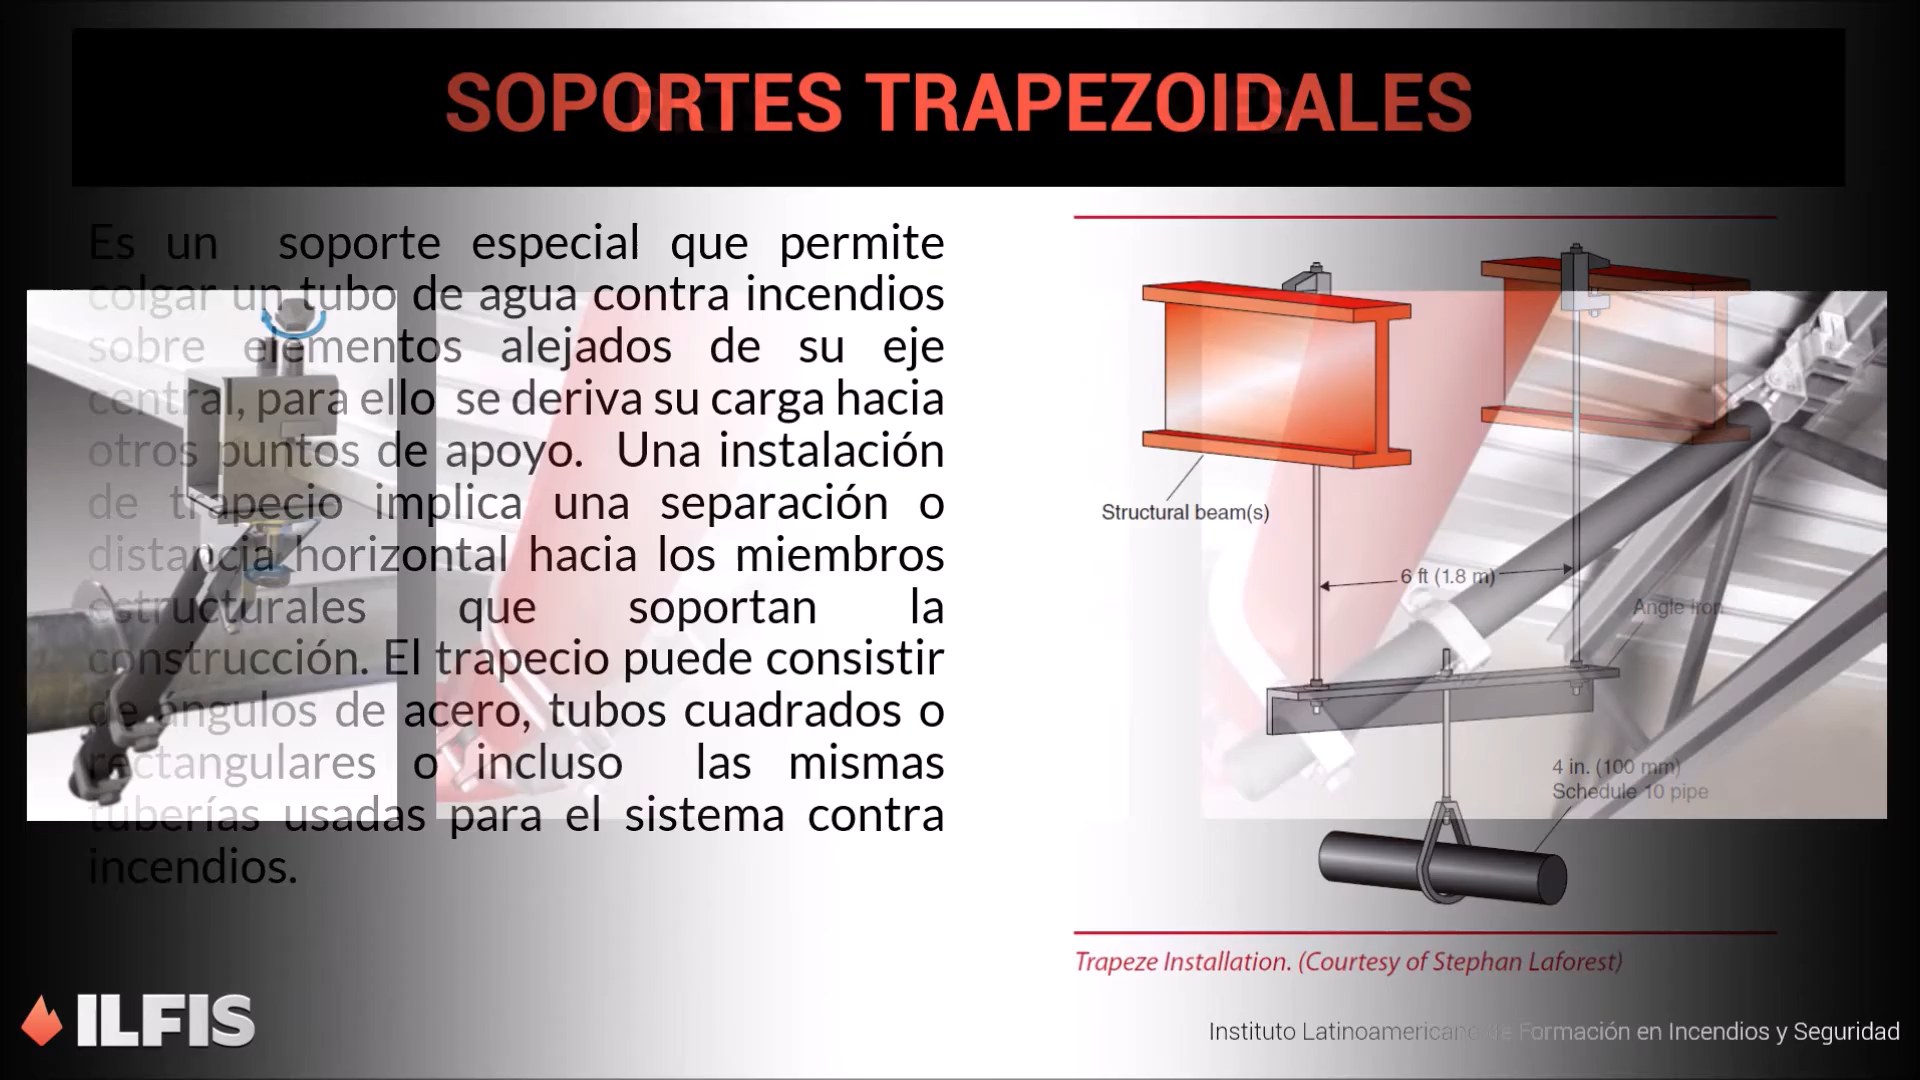 SOPORTES TRAPEZOIDALES
Es un soporte especial que permite
colgar un tubo de agua contra incendios
sobre elementos alejados de su eje
central, para ello se deriva su carga hacia
otros puntos de apoyo. Una instalación
de trapecio implica una separación o
distancia horizontal hacia los miembros
estructurales que soportan la
construcción. El trapecio puede consistir
de ángulos de acero, tubos cuadrados o
rectangulares o incluso las mismas
tuberías usadas para el sistema contra
incendios.
Structural beam(s)
6 ft (1.8 m)
Angle iron
4 in. (100 mm)
Schedule 10 pipe
Trapeze Installation. (Courtesy of Stephan Laforest)
ILFIS
Instituto Latinoamericano de Formación en Incendios y Seguridad